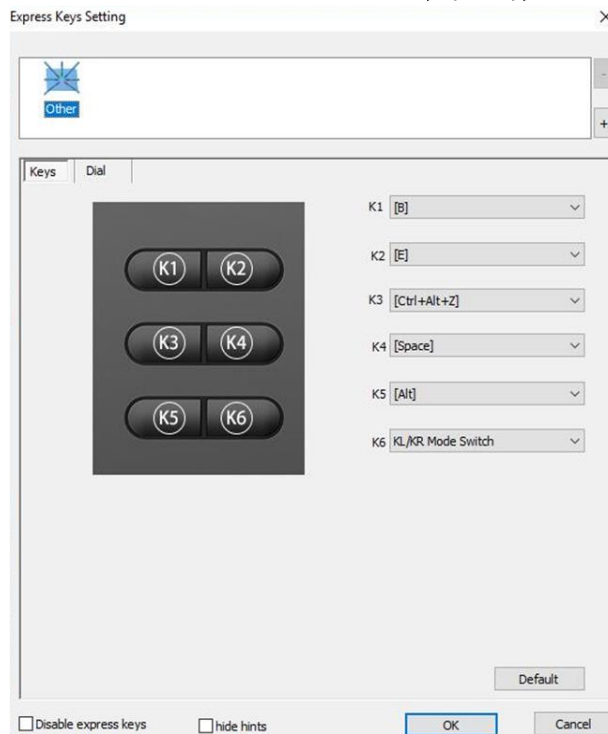 Express Keys Setting
Other
-
+
Keys Dial
K1 [B]
K1 K2
K2 [E]
K3 [Ctrl+Alt+Z]
K3 K4
K4 [Space]
K5 [Alt]
K5 K6
K6 KL/KR Mode Switch
Default
Disable express keys hide hints OK Cancel